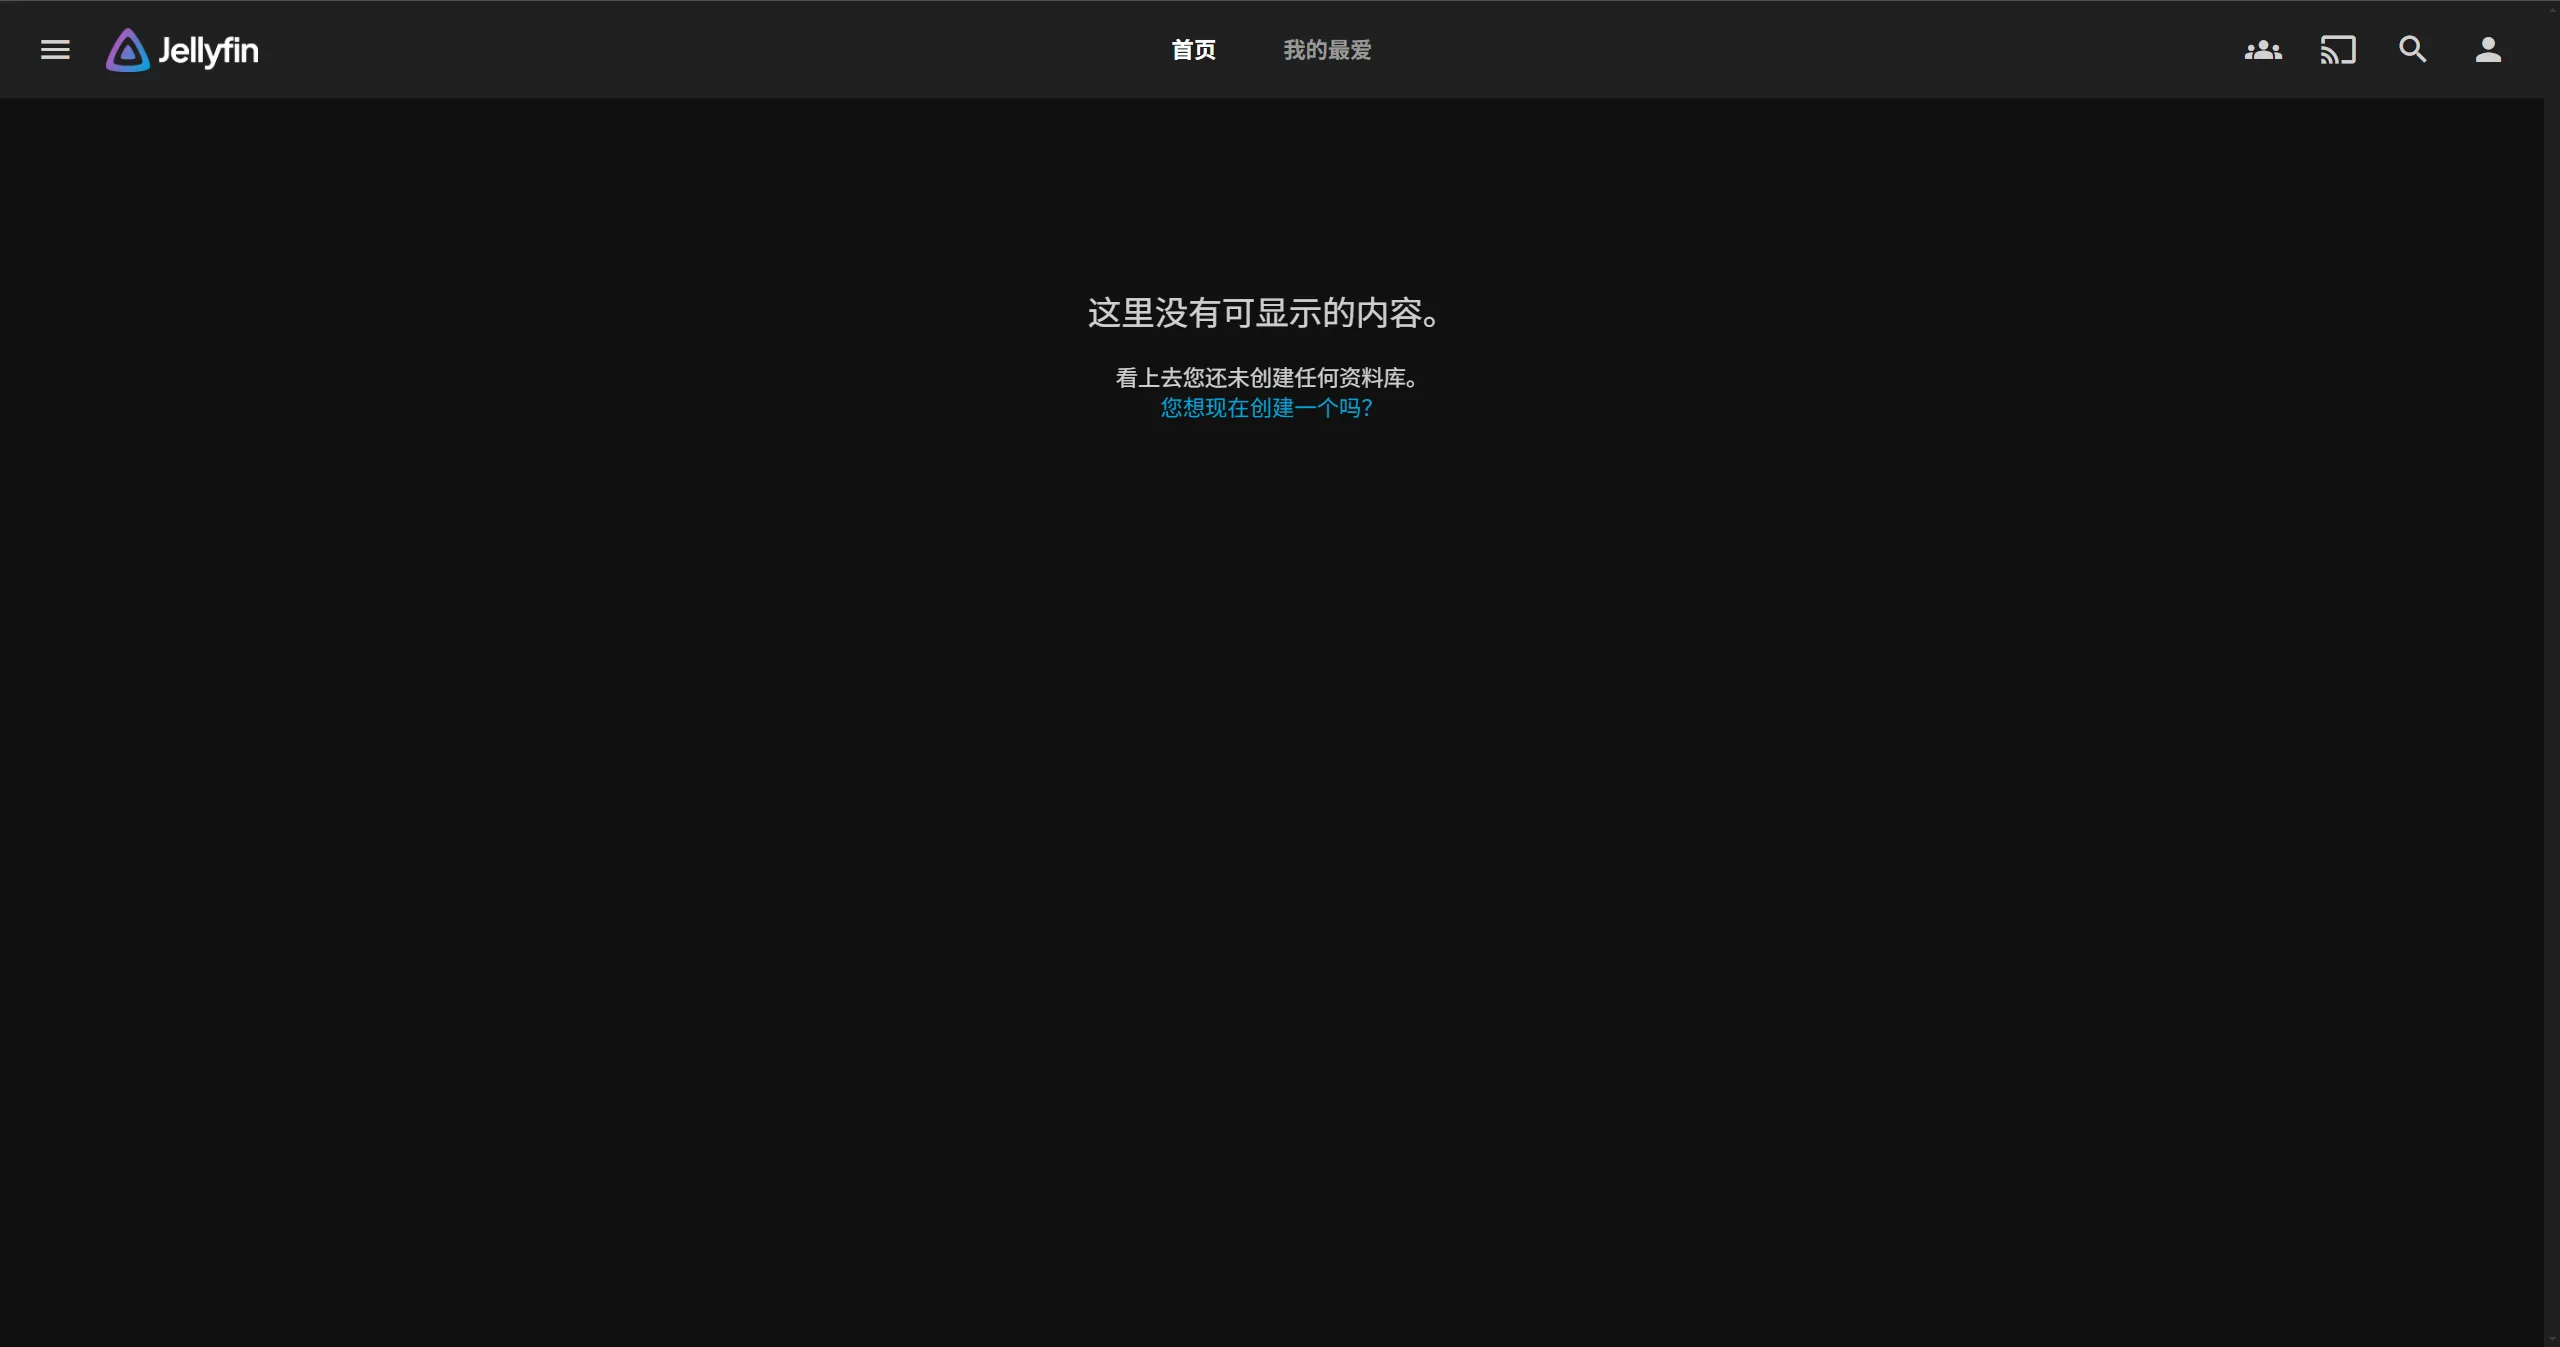 Jellyfin
首页
我的最爱
这里没有可显示的内容。
看上去您还未创建任何资料库。
您想现在创建一个吗？